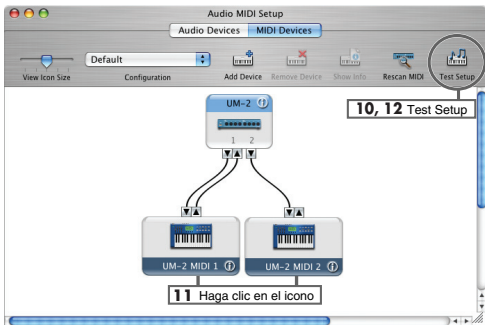 Audio MIDI Setup
Audio Devices MIDI Devices
Default
View Icon Size Configuration Add Device Remove Device Show Info Rescan MIDI Test Setup
10, 12 Test Setup
UM-2
1 2
UM-2 MIDI 1 UM-2 MIDI 2
11 Haga clic en el icono